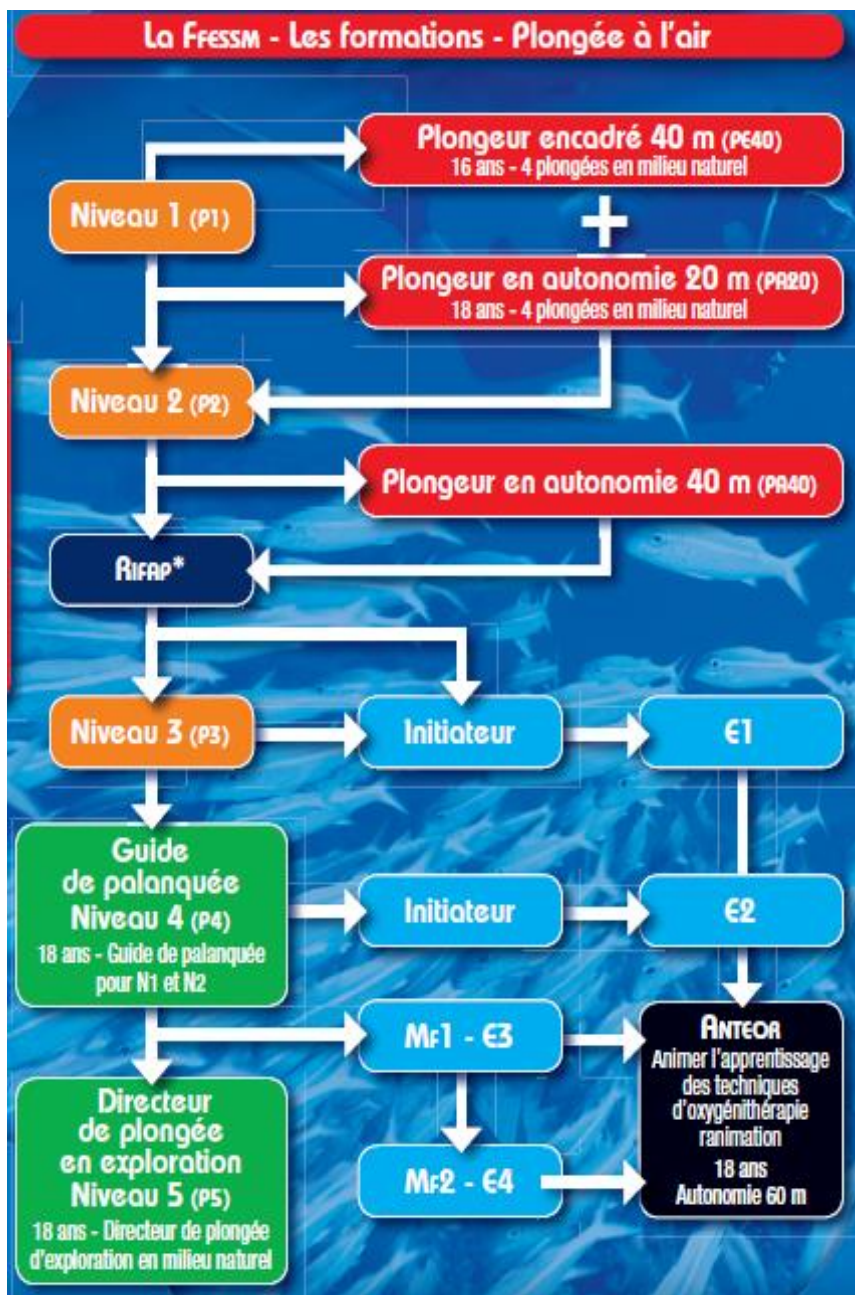 La FFESSM - Les formations - Plongée à l'air
Plongeur encadré 40 m (PE40)
16 ans - 4 plongées en milieu naturel
Niveau 1 (P1)
+
Plongeur en autonomie 20 m (PA20)
18 ans - 4 plongées en milieu naturel
Niveau 2 (P2)
Plongeur en autonomie 40 m (PA40)
RIFAP*
Niveau 3 (P3)
Initiateur
E1
Guide
de palanquée
Niveau 4 (P4)
18 ans - Guide de palanquée
pour N1 et N2
Initiateur
E2
MF1 - E3
ANTEOR
Animer l'apprentissage
des techniques
d'oxygénithérapie
ranimation
18 ans
Autonomie 60 m
Directeur
de plongée
en exploration
Niveau 5 (P5)
18 ans - Directeur de plongée
d'exploration en milieu naturel
MF2 - E4